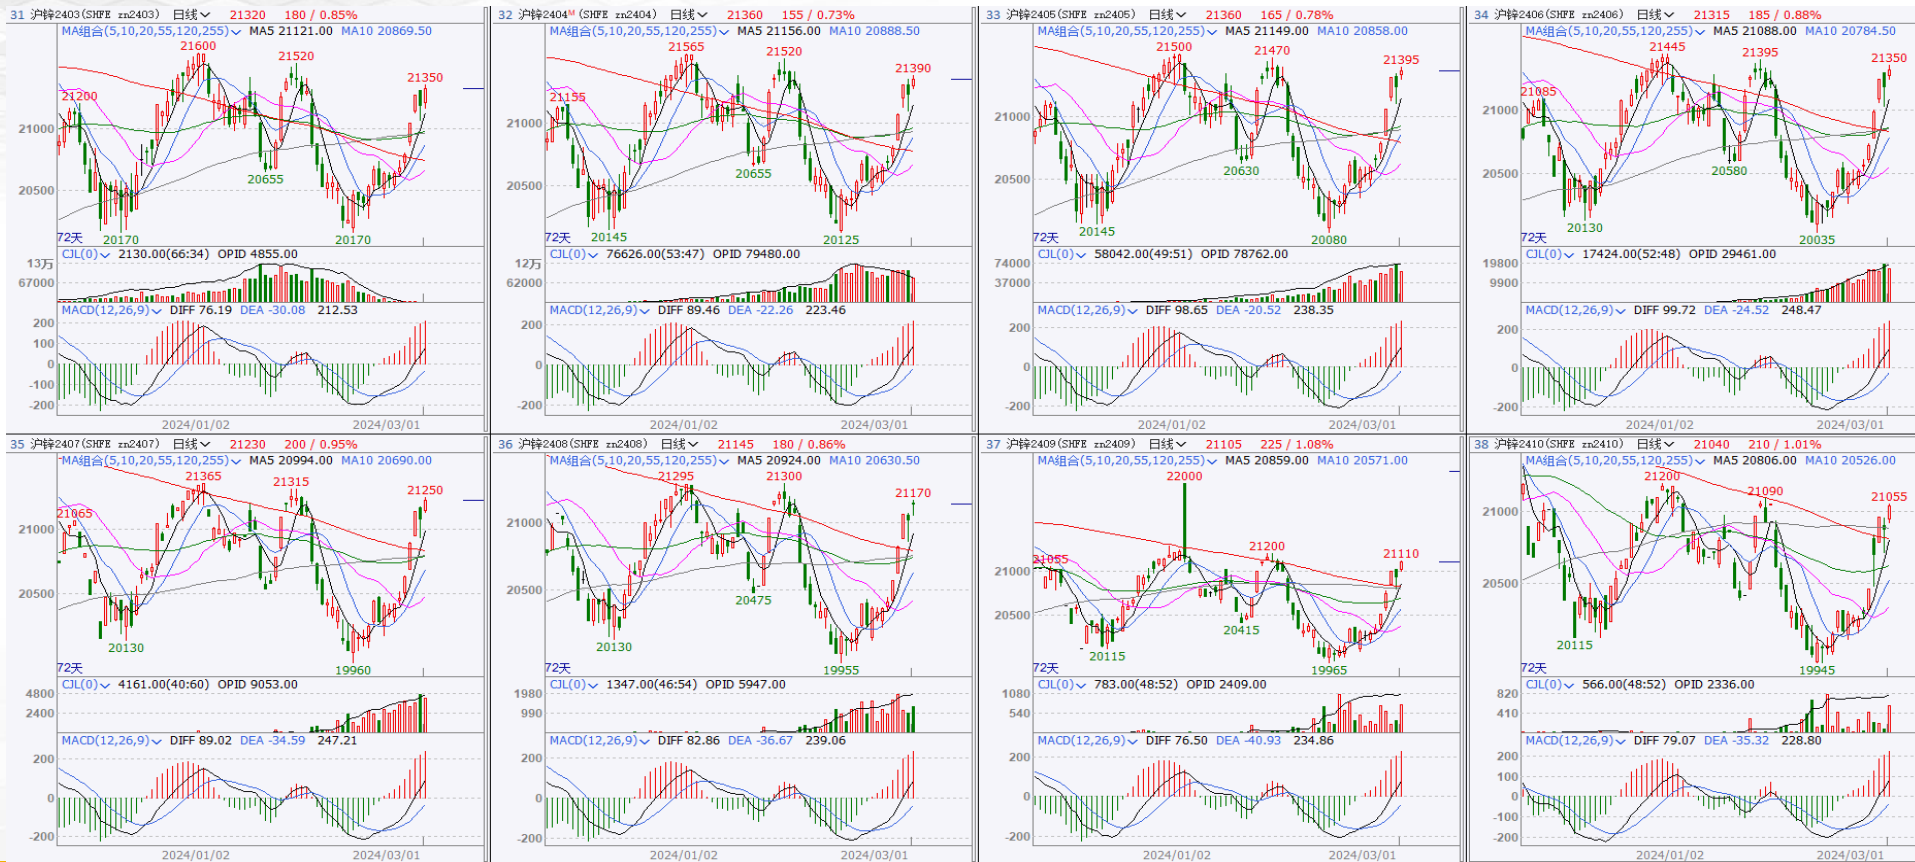 31 沪锌2403(SHFE zn2403) 日线 21320 180 / 0.85%
MA组合(5,10,20,55,120,255) MA5 21121.00 MA10 20869.50
21600
21520
21350
21200
21000
20655
20500
20170
20170
72天
CJL(0) 2130.00(66:34) OPID 4855.00
13万
67000
MACD(12,26,9) DIFF 76.19 DEA -30.08 212.53
200
100
0
-100
-200
2024/01/02 2024/03/01
32 沪锌2404M (SHFE zn2404) 日线 21360 155 / 0.73%
MA组合(5,10,20,55,120,255) MA5 21156.00 MA10 20888.50
21565
21520
21390
21155
21000
20655
20500
20145
20125
72天
CJL(0) 76626.00(53:47) OPID 79480.00
12万
62000
MACD(12,26,9) DIFF 89.46 DEA -22.26 223.46
200
0
-200
2024/01/02 2024/03/01
33 沪锌2405(SHFE zn2405) 日线 21360 165 / 0.78%
MA组合(5,10,20,55,120,255) MA5 21149.00 MA10 20858.00
21500
21470
21395
21000
20630
20500
20145
20080
72天
CJL(0) 58042.00(49:51) OPID 78762.00
74000
37000
MACD(12,26,9) DIFF 98.65 DEA -20.52 238.35
200
0
-200
2024/01/02 2024/03/01
34 沪锌2406(SHFE zn2406) 日线 21315 185 / 0.88%
MA组合(5,10,20,55,120,255) MA5 21088.00 MA10 20784.50
21445
21395
21350
21085
21000
20580
20500
20130
20035
72天
CJL(0) 17424.00(52:48) OPID 29461.00
19800
9900
MACD(12,26,9) DIFF 99.72 DEA -24.52 248.47
200
0
-200
2024/01/02 2024/03/01
35 沪锌2407(SHFE zn2407) 日线 21230 200 / 0.95%
MA组合(5,10,20,55,120,255) MA5 20994.00 MA10 20690.00
21365
21315
21250
21065
21000
20500
20130
19960
72天
CJL(0) 4161.00(40:60) OPID 9053.00
4800
2400
MACD(12,26,9) DIFF 89.02 DEA -34.59 247.21
200
0
-200
2024/01/02 2024/03/01
36 沪锌2408(SHFE zn2408) 日线 21145 180 / 0.86%
MA组合(5,10,20,55,120,255) MA5 20924.00 MA10 20630.50
21295
21300
21170
21000
20500
20475
20130
19955
72天
CJL(0) 1347.00(46:54) OPID 5947.00
1980
990
MACD(12,26,9) DIFF 82.86 DEA -36.67 239.06
200
0
-200
2024/01/02 2024/03/01
37 沪锌2409(SHFE zn2409) 日线 21105 225 / 1.08%
MA组合(5,10,20,55,120,255) MA5 20859.00 MA10 20571.00
22000
21200
21110
21055
21000
20500
20415
20115
19965
72天
CJL(0) 783.00(48:52) OPID 2409.00
1080
540
MACD(12,26,9) DIFF 76.50 DEA -40.93 234.86
200
0
-200
2024/01/02 2024/03/01
38 沪锌2410(SHFE zn2410) 日线 21040 210 / 1.01%
MA组合(5,10,20,55,120,255) MA5 20806.00 MA10 20526.00
21200
21090
21055
21000
20500
20115
19945
72天
CJL(0) 566.00(48:52) OPID 2336.00
820
410
MACD(12,26,9) DIFF 79.07 DEA -35.32 228.80
200
100
0
-100
-200
2024/01/02 2024/03/01